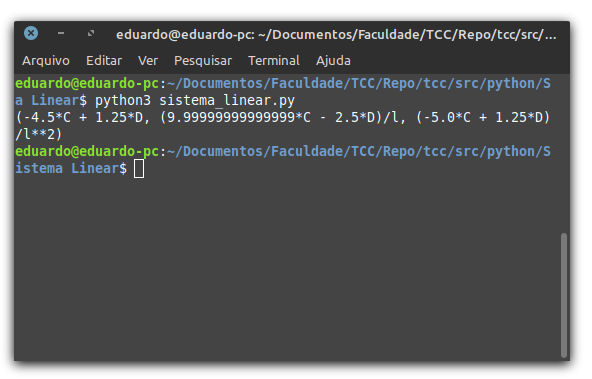 eduardo@eduardo-pc: ~/Documentos/Faculdade/TCC/Repo/tcc/src/...
Arquivo Editar Ver Pesquisar Terminal Ajuda
eduardo@eduardo-pc:~/Documentos/Faculdade/TCC/Repo/tcc/src/python/S
a Linear$ python3 sistema_linear.py
(-4.5*C + 1.25*D, (9.99999999999999*C - 2.5*D)/l, (-5.0*C + 1.25*D)
/l**2)
eduardo@eduardo-pc:~/Documentos/Faculdade/TCC/Repo/tcc/src/python/S
istema Linear$